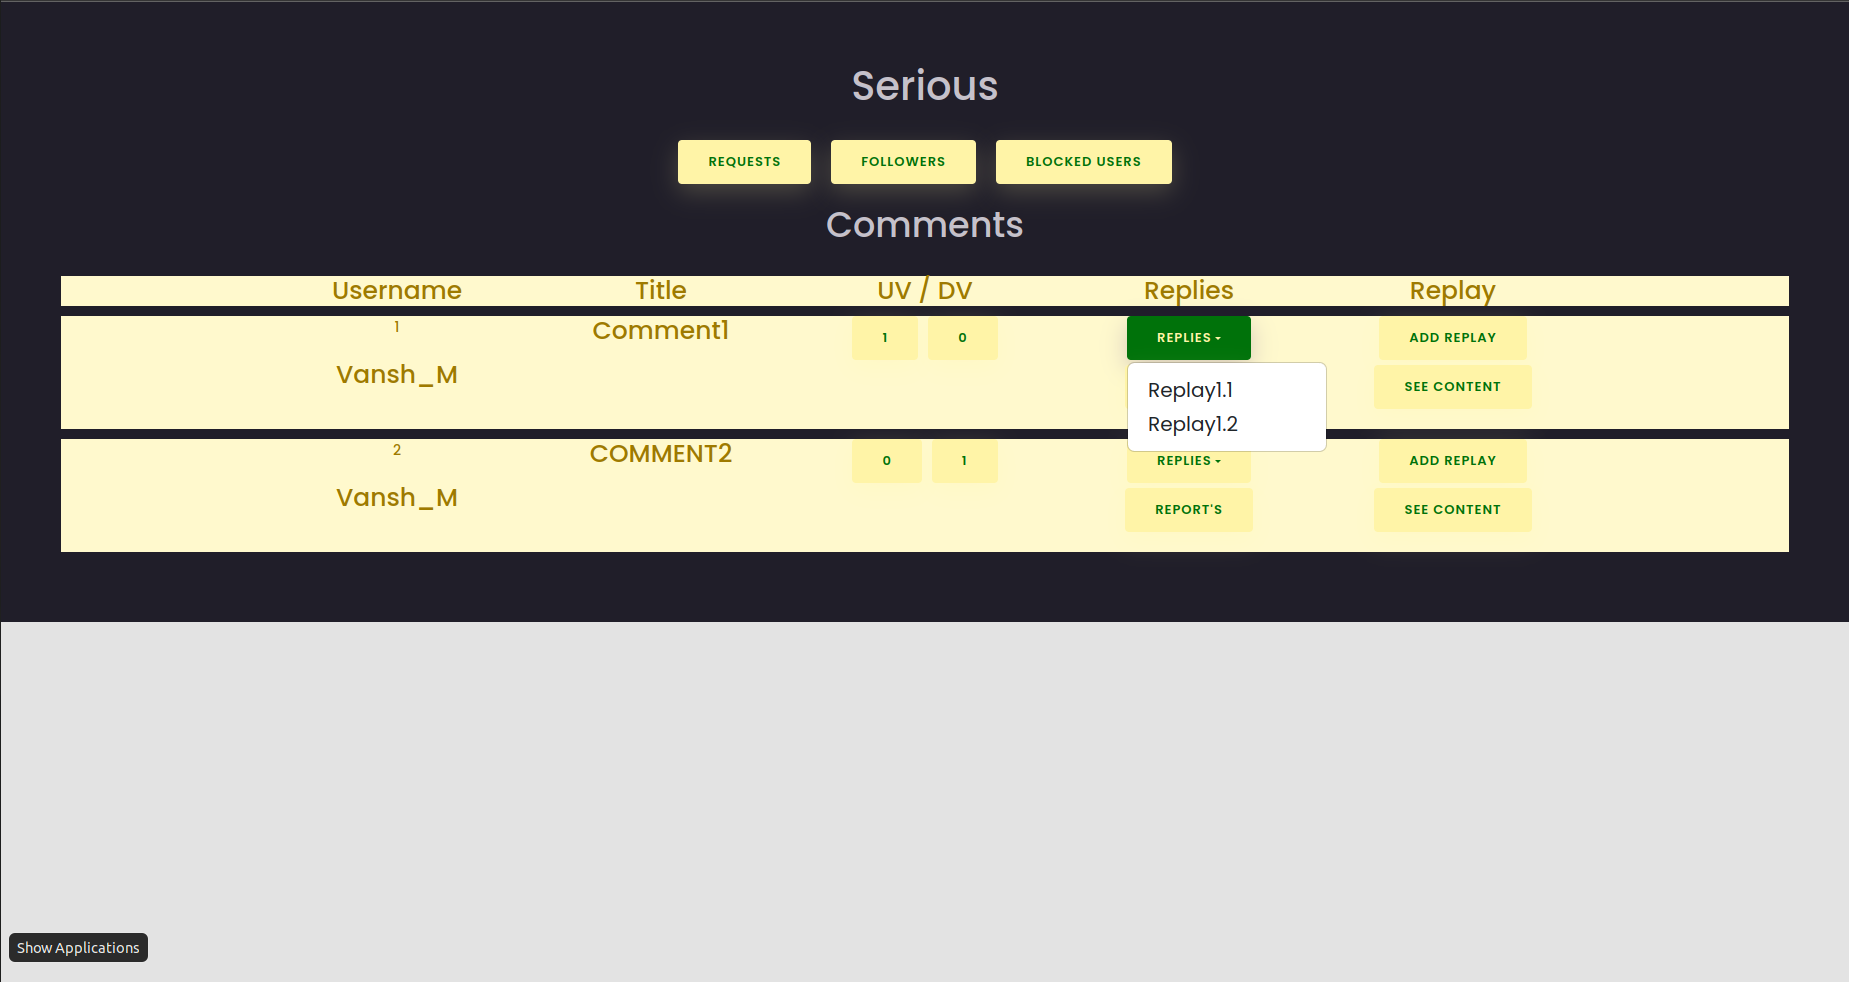 Serious
REQUESTS FOLLOWERS BLOCKED USERS
Comments
Username Title UV / DV Replies Replay
1 Comment1 1 0 REPLIES ADD REPLAY
Vansh_M Replay1.1 SEE CONTENT
Replay1.2
2 COMMENT2 0 1 REPLIES ADD REPLAY
Vansh_M REPORT'S SEE CONTENT
Show Applications